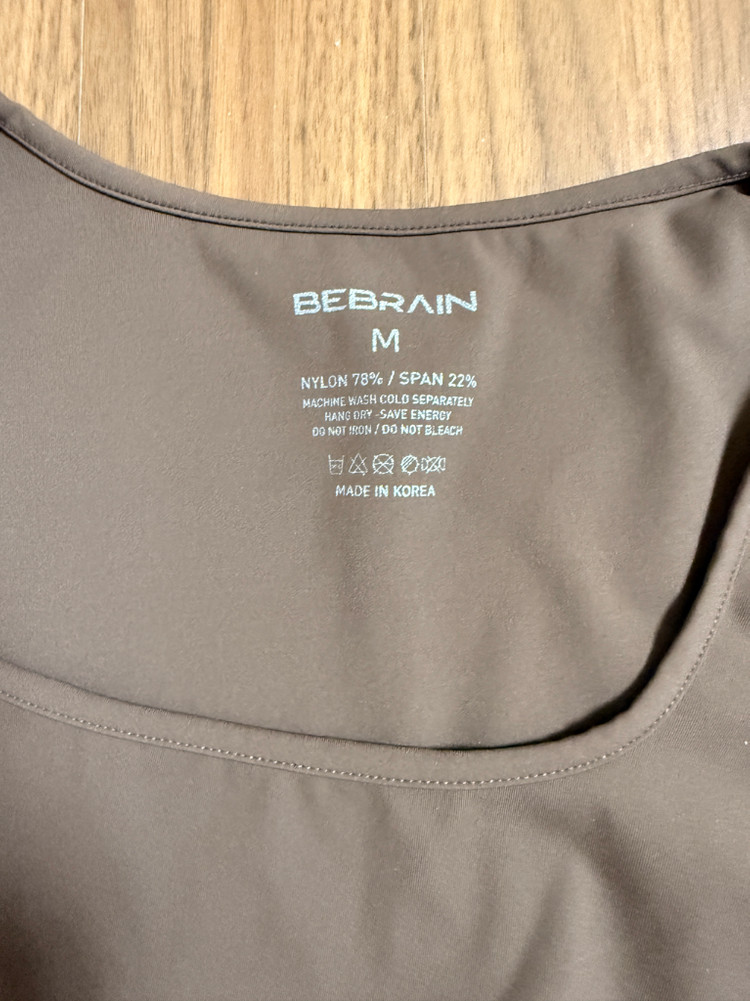 BEBRAIN
M
NYLON 78% / SPAN 22%
MACHINE WASH COLD SEPARATELY
HANG DRY -SAVE ENERGY
DO NOT IRON / DO NOT BLEACH
MADE IN KOREA